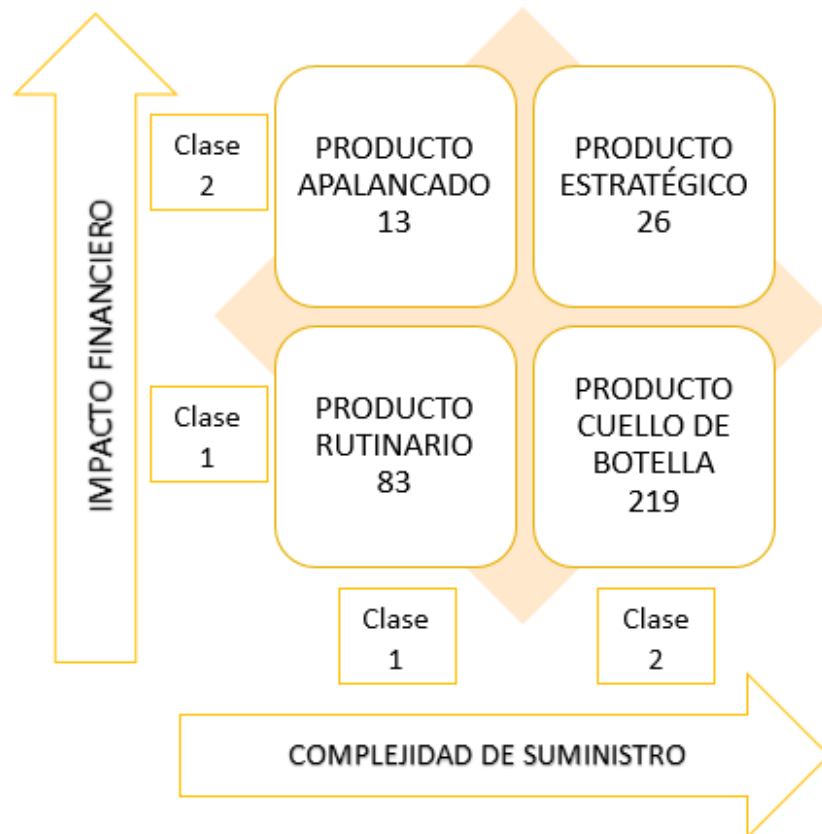 IMPACTO FINANCIERO
Clase
2
PRODUCTO
APALANCADO
13
PRODUCTO
ESTRATÉGICO
26
Clase
1
PRODUCTO
RUTINARIO
83
PRODUCTO
CUELLO DE
BOTELLA
219
Clase
1
Clase
2
COMPLEJIDAD DE SUMINISTRO